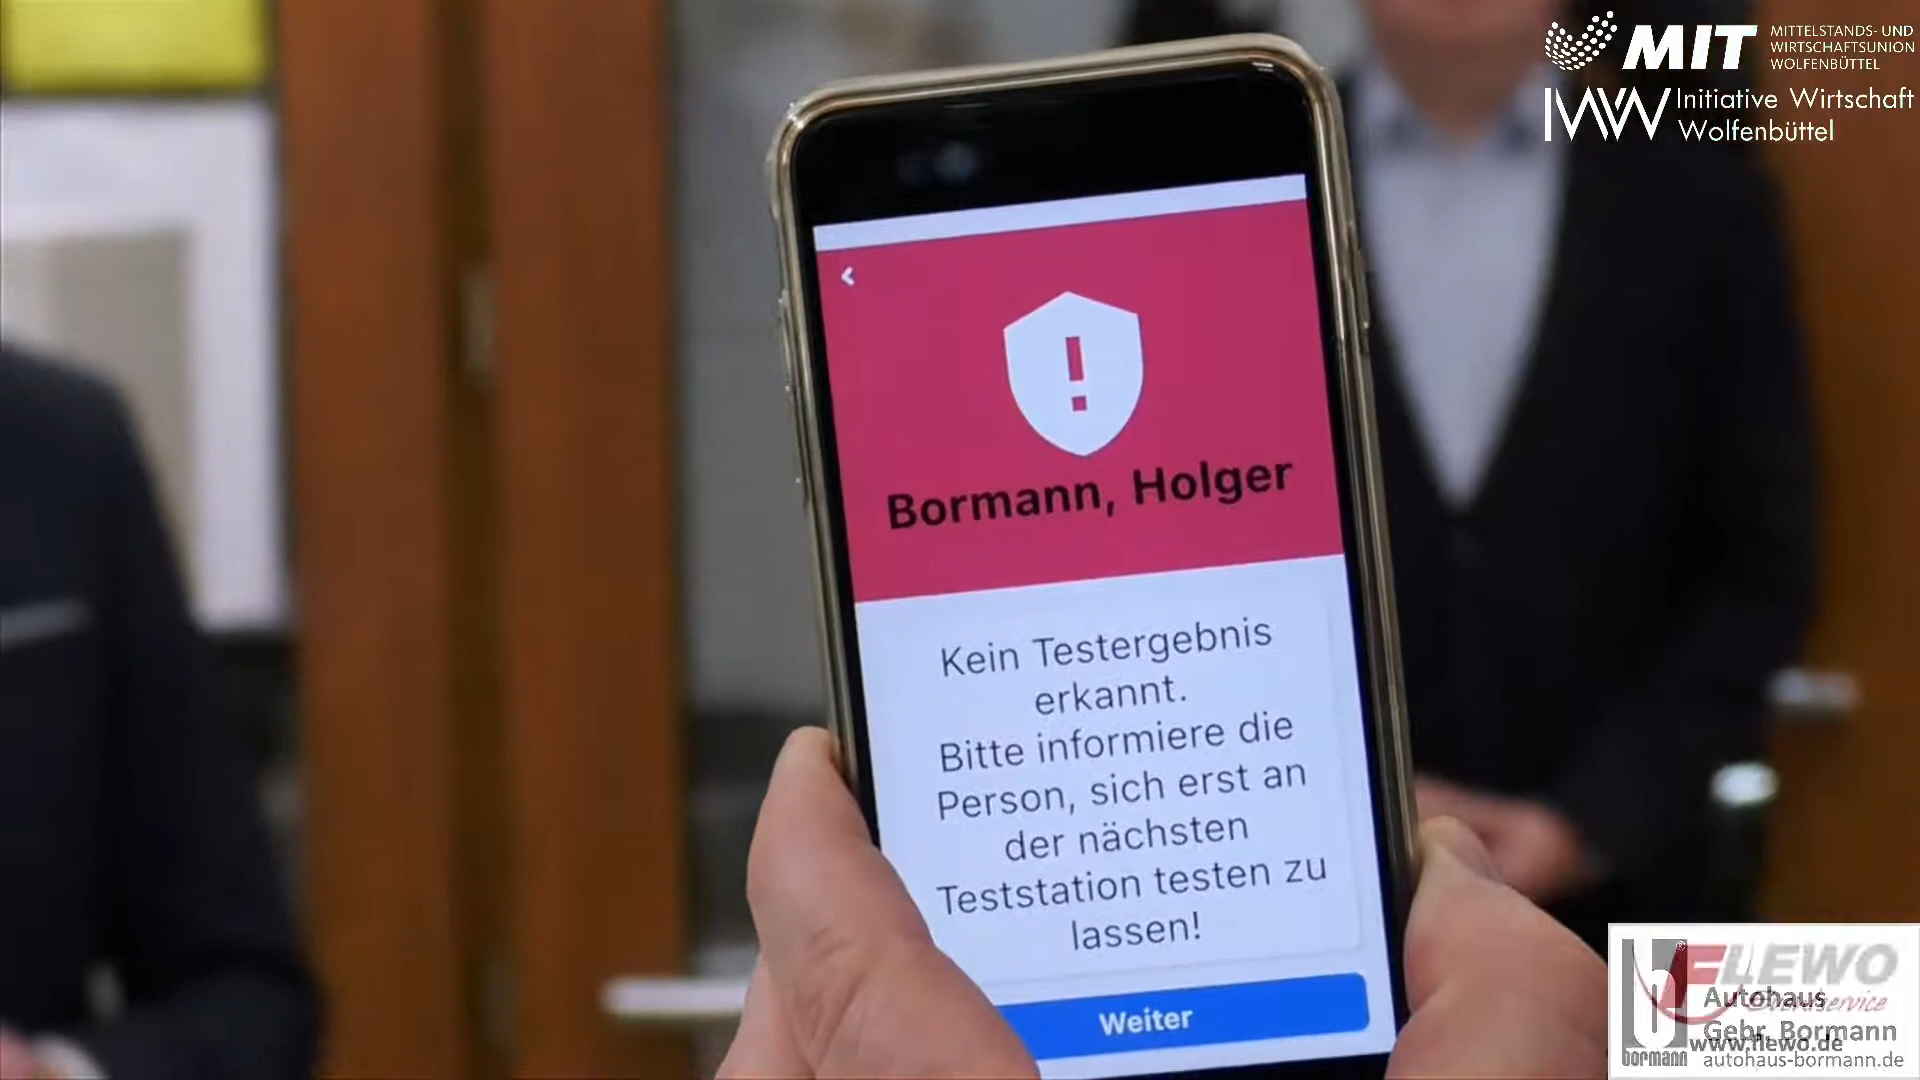 MIT
MITTELSTANDS- UND
WIRTSCHAFTSUNION
WOLFENBÜTTEL
IWW
Initiative Wirtschaft
Wolfenbüttel
!
Bormann, Holger
Kein Testergebnis
erkannt.
Bitte informiere die
Person, sich erst an
der nächsten
Teststation testen zu
lassen!
Weiter
FLEWO
Autohaus
Gebr. Bormann
www.flewo.de
bormann
autohaus-bormann.de